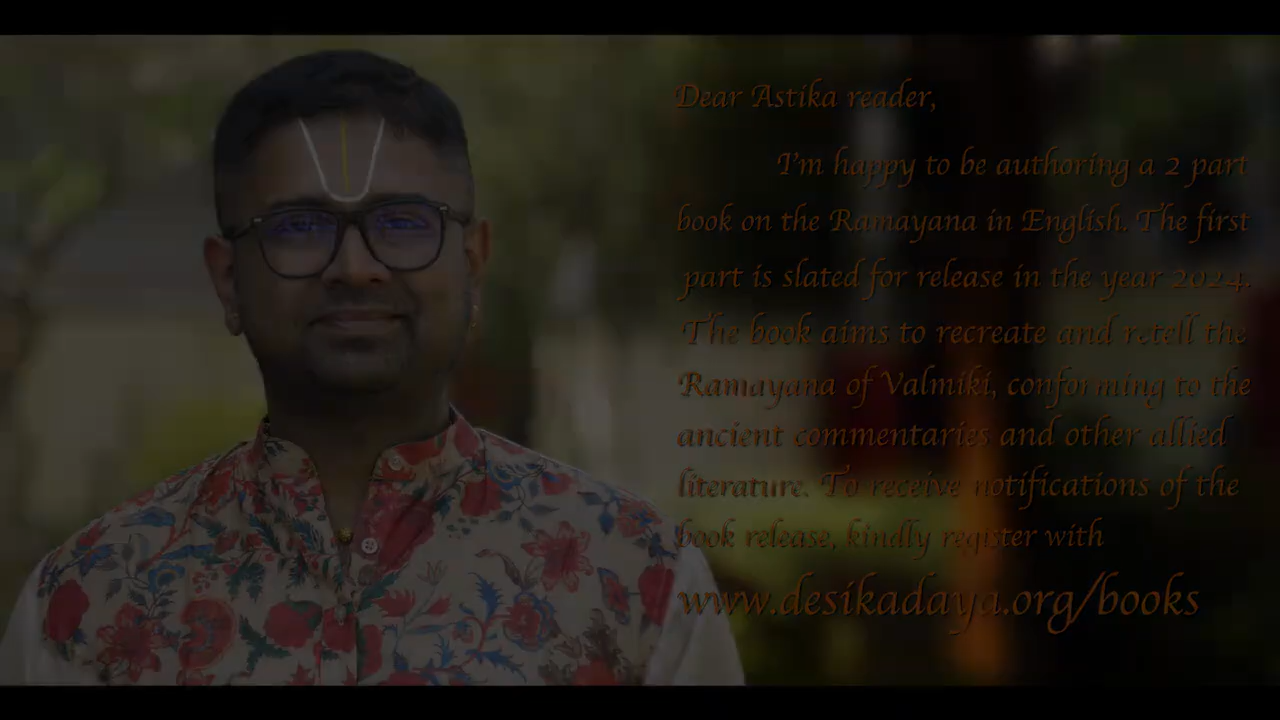 Dear Astika reader,
I'm happy to be authoring a 2 part
book on the Ramayana in English. The first
part is slated for release in the year 2024.
The book aims to recreate and retell the
Ramayana of Valmiki, conforming to the
ancient commentaries and other allied
literature. To receive notifications of the
book release, kindly register with
www.desikadaya.org/books